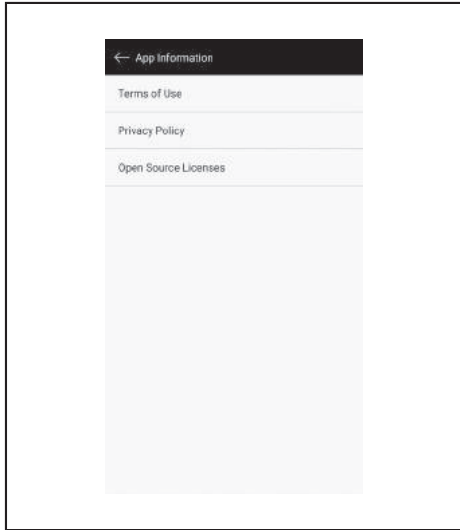 App Information
Terms of Use
Privacy Policy
Open Source Licenses